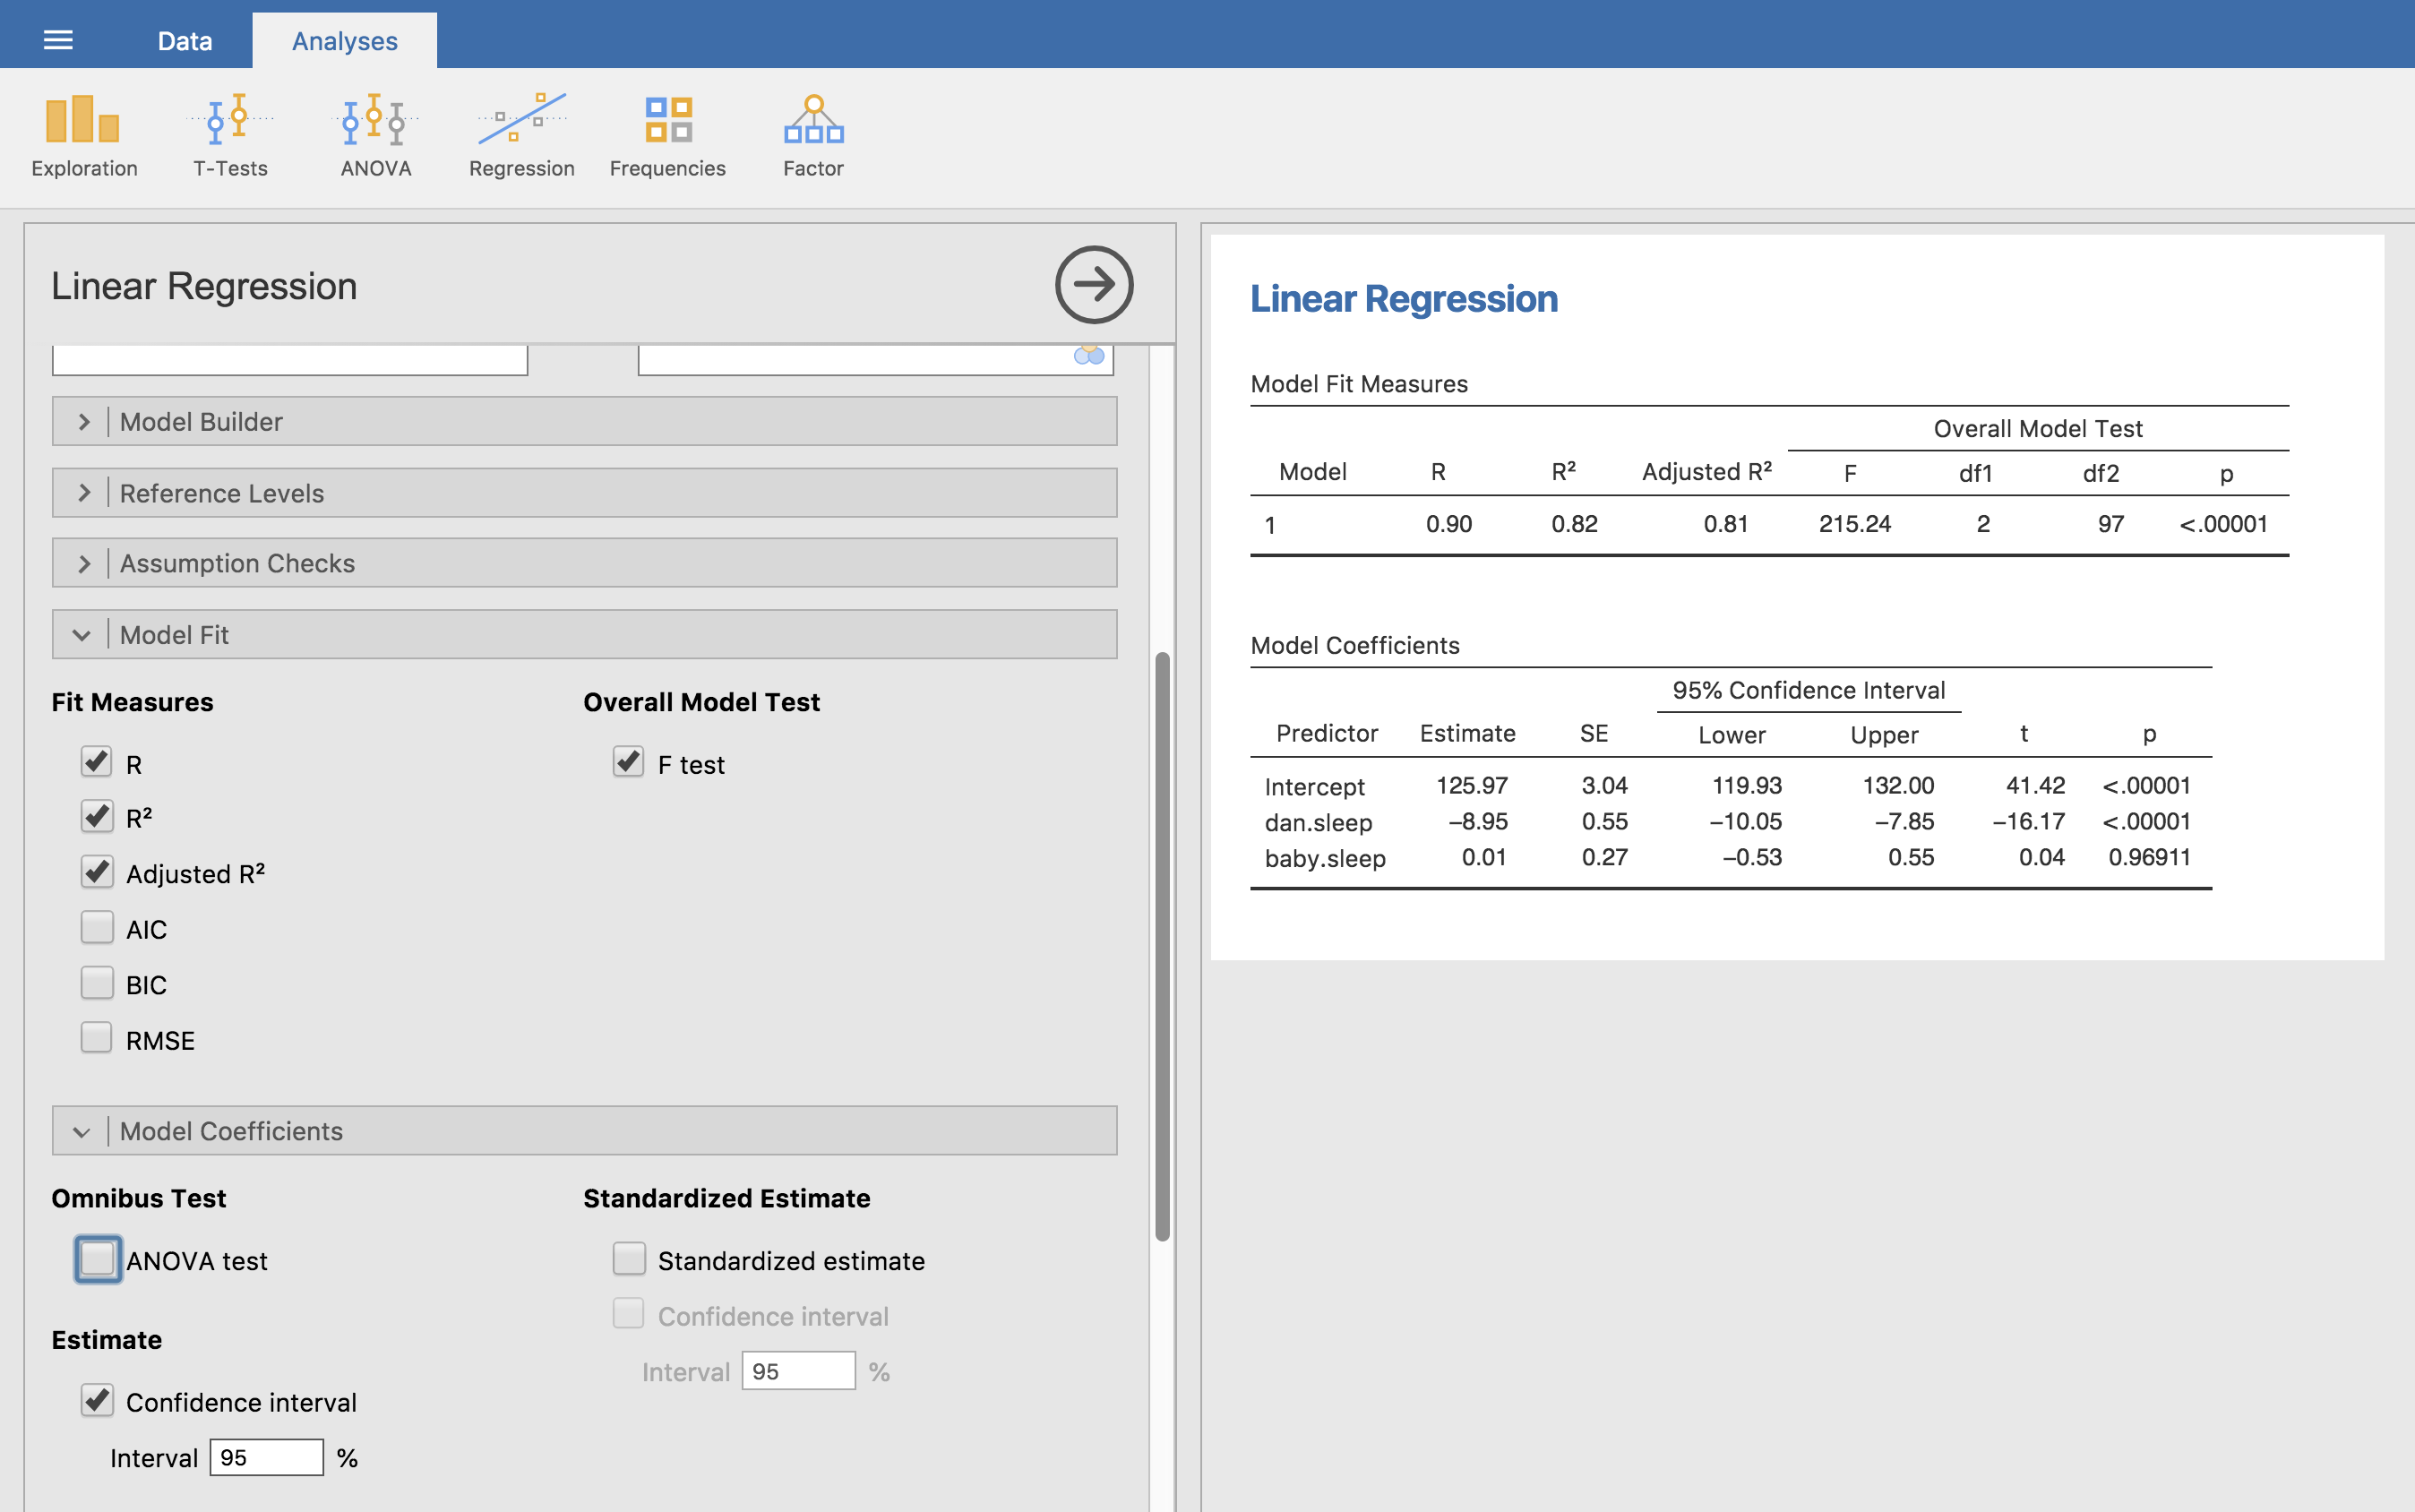 Data Analyses
Exploration T-Tests ANOVA Regression Frequencies Factor
Linear Regression
Model Builder
Reference Levels
Assumption Checks
Model Fit
Fit Measures Overall Model Test
R F test
R²
Adjusted R²
AIC
BIC
RMSE
Model Coefficients
Omnibus Test Standardized Estimate
ANOVA test Standardized estimate
Confidence interval
Estimate
Interval 95 %
Confidence interval
Interval 95 %
Linear Regression
Model Fit Measures
Overall Model Test
Model R R² Adjusted R² F df1 df2 p
1 0.90 0.82 0.81 215.24 2 97 <.00001
Model Coefficients
95% Confidence Interval
Predictor Estimate SE Lower Upper t p
Intercept 125.97 3.04 119.93 132.00 41.42 <.00001
dan.sleep −8.95 0.55 −10.05 −7.85 −16.17 <.00001
baby.sleep 0.01 0.27 −0.53 0.55 0.04 0.96911